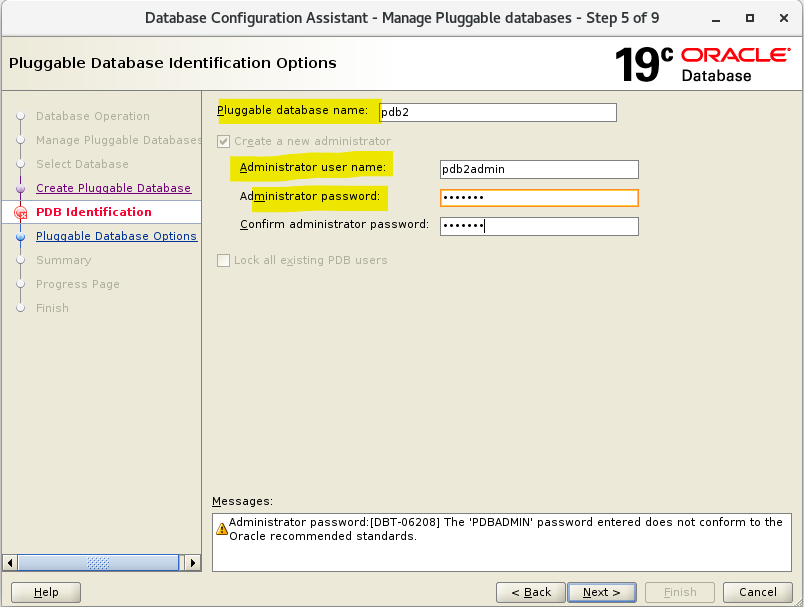 Database Configuration Assistant - Manage Pluggable databases - Step 5 of 9
Pluggable Database Identification Options
19c ORACLE
Database
Database Operation
Manage Pluggable Databases
Select Database
Create Pluggable Database
PDB Identification
Pluggable Database Options
Summary
Progress Page
Finish
Pluggable database name: pdb2
Create a new administrator
Administrator user name: pdb2admin
Administrator password: •••••••
Confirm administrator password: •••••••
Lock all existing PDB users
Messages:
Administrator password:[DBT-06208] The 'PDBADMIN' password entered does not conform to the
Oracle recommended standards.
Help
< Back
Next >
Finish
Cancel